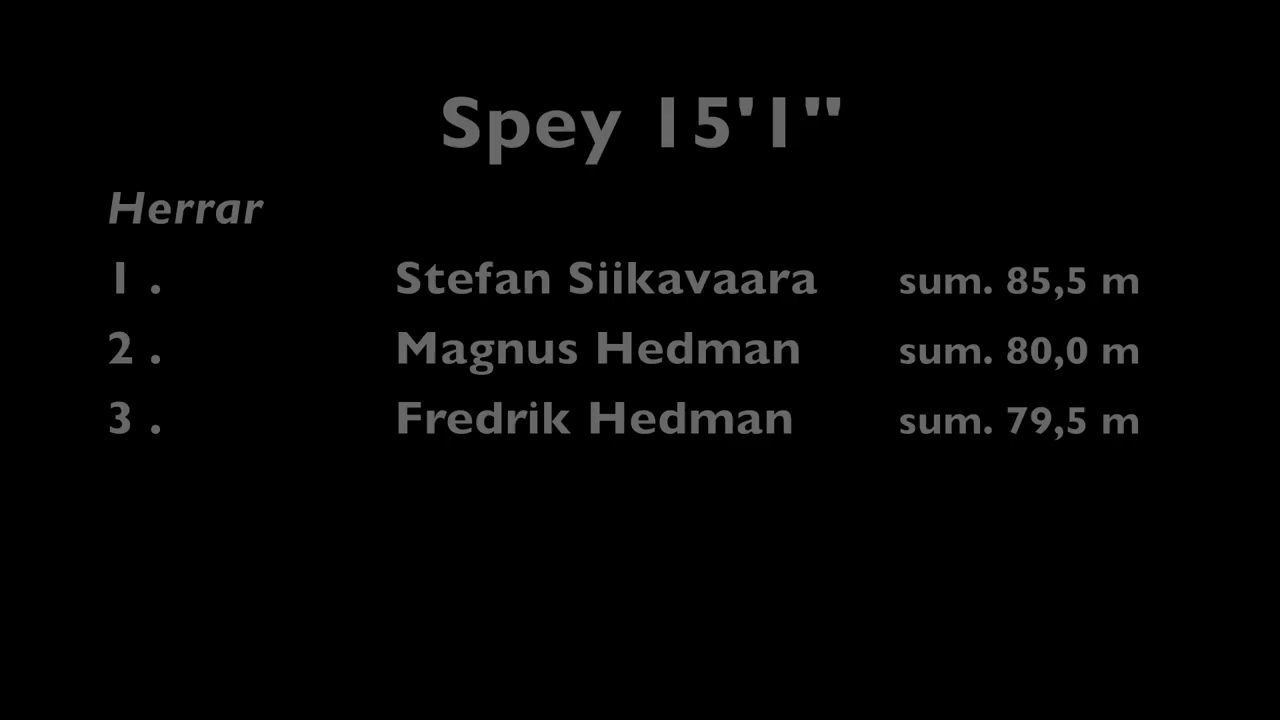 Spey 15'1"
Herrar
1 . Stefan Siikavaara sum. 85,5 m
2 . Magnus Hedman sum. 80,0 m
3 . Fredrik Hedman sum. 79,5 m